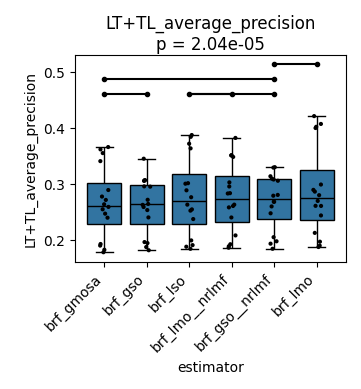 LT+TL_average_precision
p = 2.04e-05
LT+TL_average_precision
0.5
0.4
0.3
0.2
brf_gmosa
brf_gso
brf_lso
brf_lmo__nrlmf
brf_gso__nrlmf
brf_lmo
estimator